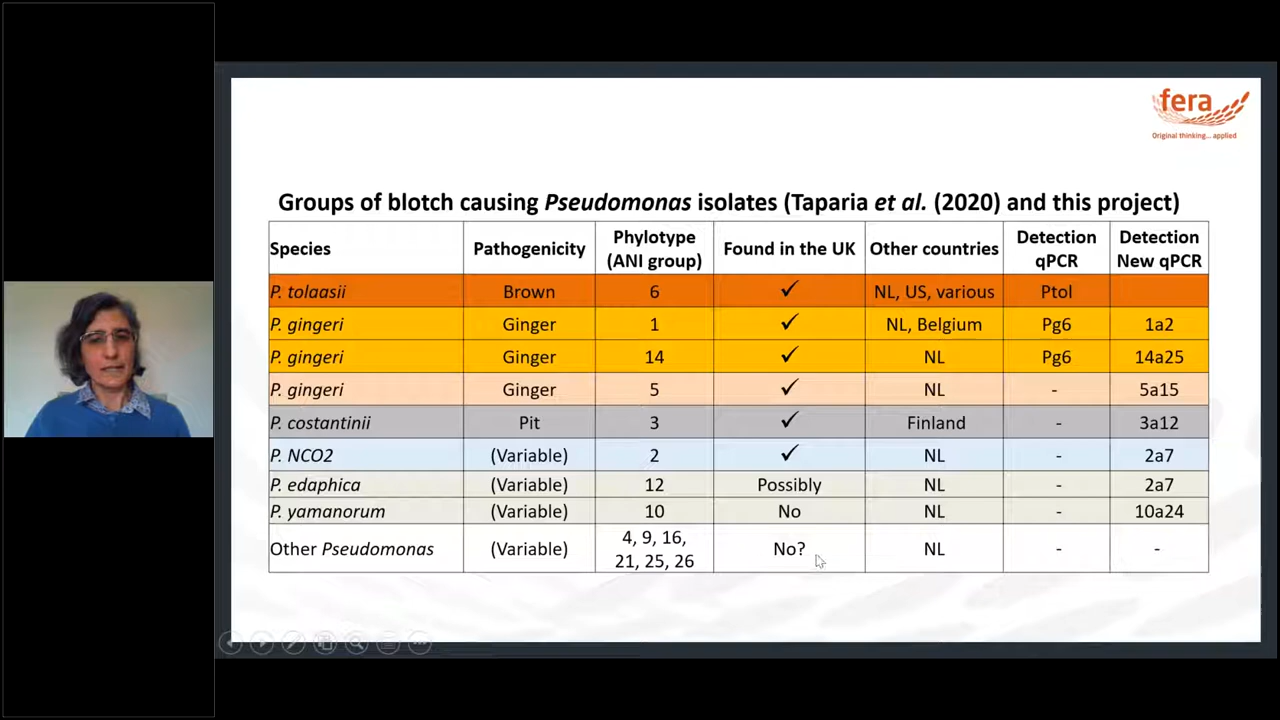 fera
Original thinking... applied
Groups of blotch causing Pseudomonas isolates (Taparia et al. (2020) and this project)
Species Pathogenicity Phylotype (ANI group) Found in the UK Other countries Detection qPCR Detection New qPCR
P. tolaasii Brown 6 ✓ NL, US, various Ptol
P. gingeri Ginger 1 ✓ NL, Belgium Pg6 1a2
P. gingeri Ginger 14 ✓ NL Pg6 14a25
P. gingeri Ginger 5 ✓ NL - 5a15
P. costantinii Pit 3 ✓ Finland - 3a12
P. NCO2 (Variable) 2 ✓ NL - 2a7
P. edaphica (Variable) 12 Possibly NL - 2a7
P. yamanorum (Variable) 10 No NL - 10a24
Other Pseudomonas (Variable) 4, 9, 16, 21, 25, 26 No? NL - -